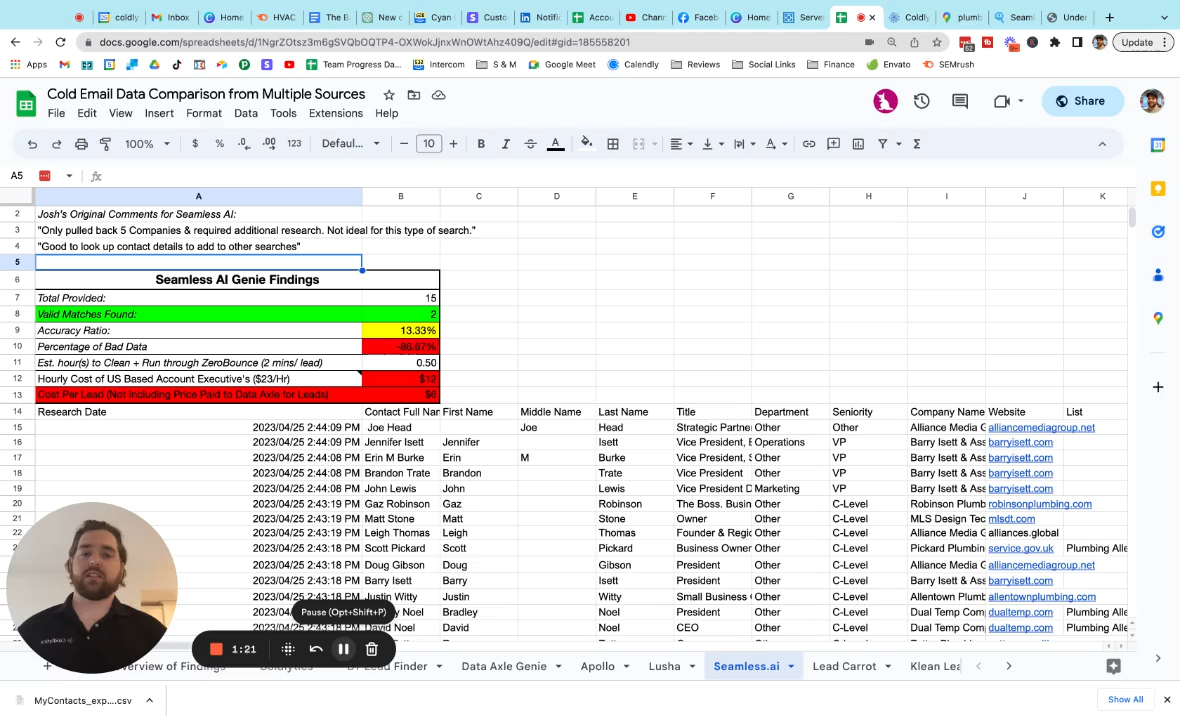 coldly Inbox Home HVAC The B New c Cyan Custo Notific Accou Chann Faceb Home Server Coldly plumb Seam Under
docs.google.com/spreadsheets/d/1NgrZOtsz3m6gSVQbOQTP4-OXWokJjnxWnOWtAhz409Q/edit#gid=185558201 Update
Apps Team Progress Da... Intercom S & M Google Meet Calendly Reviews Social Links Finance Envato SEMrush
Cold Email Data Comparison from Multiple Sources
File Edit View Insert Format Data Tools Extensions Help Share
100% $ % .0 .00 123 Defaul... 10 B I A
A5 fx
A B C D E F G H I J K
2 Josh's Original Comments for Seamless AI:
3 "Only pulled back 5 Companies & required additional research. Not ideal for this type of search."
4 "Good to look up contact details to add to other searches"
5
6 Seamless AI Genie Findings
7 Total Provided: 15
8 Valid Matches Found: 2
9 Accuracy Ratio: 13.33%
10 Percentage of Bad Data -86.67%
11 Est. hour(s) to Clean + Run through ZeroBounce (2 mins/ lead) 0.50
12 Hourly Cost of US Based Account Executive's ($23/Hr) $12
13 Cost Per Lead (Not Including Price Paid to Data Axle for Leads) $6
14 Research Date Contact Full Nar First Name Middle Name Last Name Title Department Seniority Company Name Website List
15 2023/04/25 2:44:09 PM Joe Head Joe Head Strategic Partne Other Other Alliance Media G alliancemediagroup.net
16 2023/04/25 2:44:09 PM Jennifer Isett Jennifer Isett Vice President, E Operations VP Barry Isett & Ass barryisett.com
17 2023/04/25 2:44:08 PM Erin M Burke Erin M Burke Vice President, S Other VP Barry Isett & Ass barryisett.com
18 2023/04/25 2:44:08 PM Brandon Trate Brandon Trate Vice President Other VP Barry Isett & Ass barryisett.com
19 2023/04/25 2:44:08 PM John Lewis John Lewis Vice President D Marketing VP Barry Isett & Ass barryisett.com
20 2023/04/25 2:43:19 PM Gaz Robinson Gaz Robinson The Boss. Busin Other C-Level Robinson Plumb robinsonplumbing.com
21 2023/04/25 2:43:19 PM Matt Stone Matt Stone Owner Other C-Level MLS Design Tec mlsdt.com
22 2023/04/25 2:43:19 PM Leigh Thomas Leigh Thomas Founder & Regic Other C-Level Alliance Media G alliances.global
2023/04/25 2:43:18 PM Scott Pickard Scott Pickard Business Owner Other C-Level Pickard Plumbin service.gov.uk Plumbing Alle
2023/04/25 2:43:18 PM Doug Gibson Doug Gibson President Other C-Level Alliance Media G alliancemediagroup.net
2023/04/25 2:43:18 PM Barry Isett Barry Isett President Other C-Level Barry Isett & Ass barryisett.com
2023/04/25 2:43:18 PM Justin Witty Justin Witty Small Business Other C-Level Allentown Plumb allentownplumbing.com
2023/04 y Noel Bradley Noel President Other C-Level Dual Temp Com dualtemp.com Plumbing Alle
2023/04/25 2:43:18 PM David Noel David Noel CEO Other C-Level Dual Temp Com dualtemp.com Plumbing Alle
Pause (Opt+Shift+P)
1:21
verview of Findings Coldlytics Lead Finder Data Axle Genie Apollo Lusha Seamless.ai Lead Carrot Klean Lea
MyContacts_exp....csv Show All